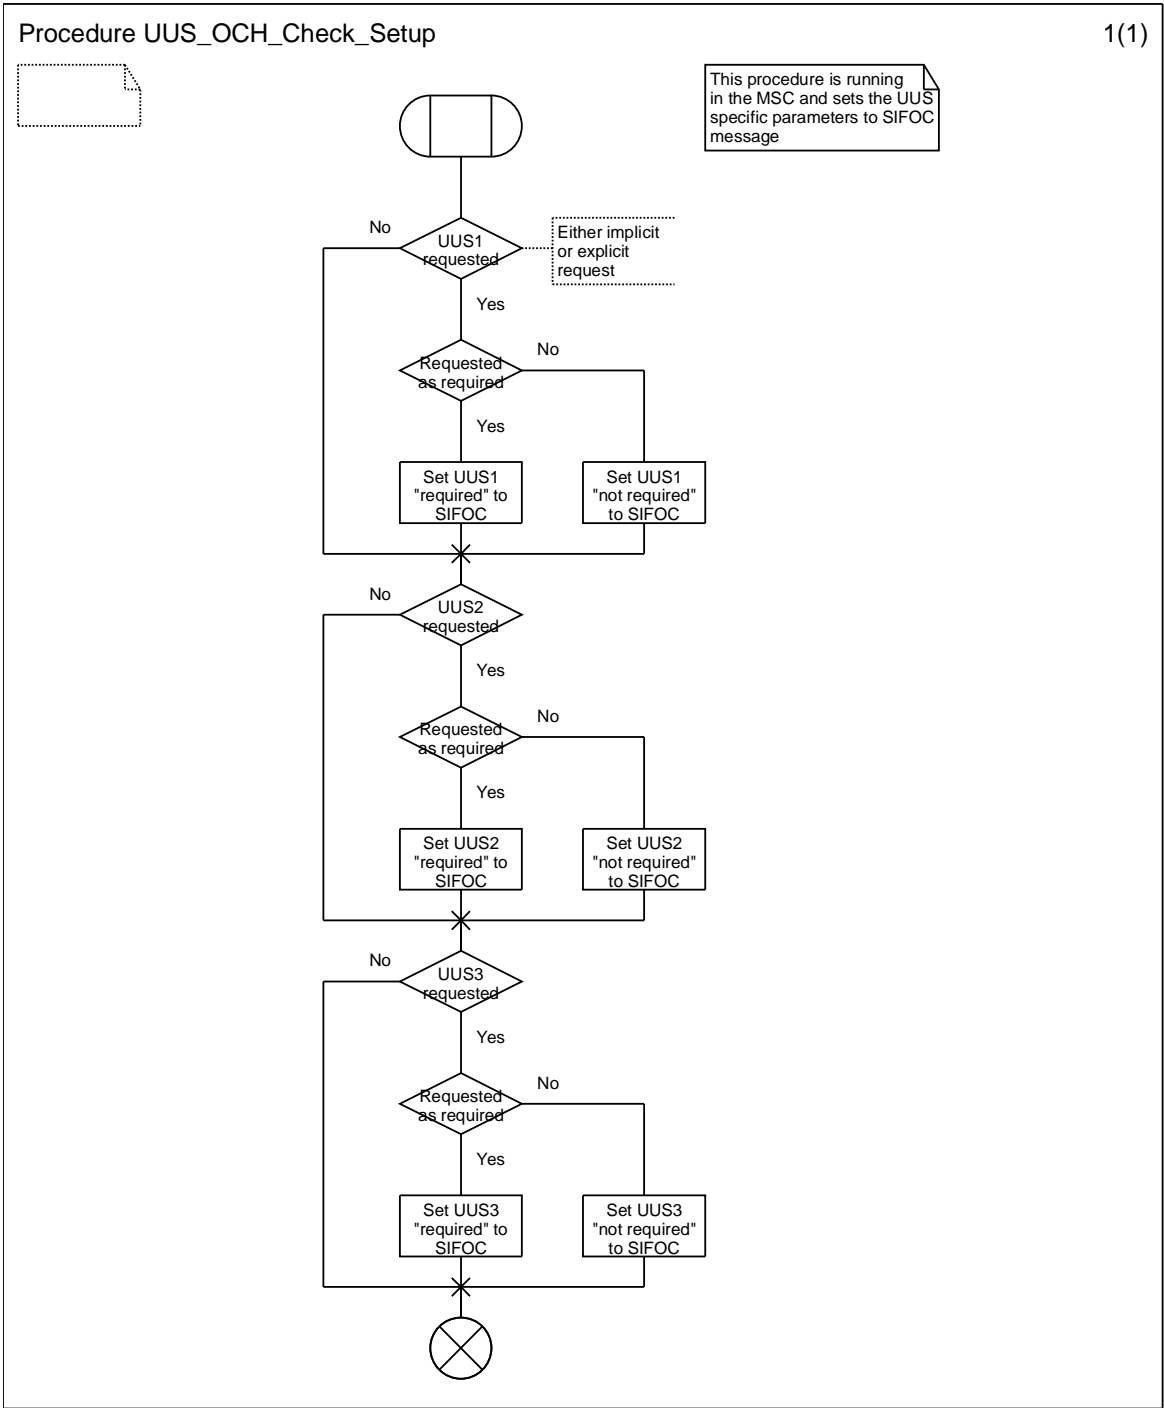 Procedure UUS_OCH_Check_Setup
1(1)
This procedure is running
in the MSC and sets the UUS
specific parameters to SIFOC
message
No
UUS1
requested
Either implicit
or explicit
request
Yes
Requested
as required
No
Yes
Set UUS1
"required" to
SIFOC
Set UUS1
"not required"
to SIFOC
No
UUS2
requested
Yes
Requested
as required
No
Yes
Set UUS2
"required" to
SIFOC
Set UUS2
"not required"
to SIFOC
No
UUS3
requested
Yes
Requested
as required
No
Yes
Set UUS3
"required" to
SIFOC
Set UUS3
"not required"
to SIFOC